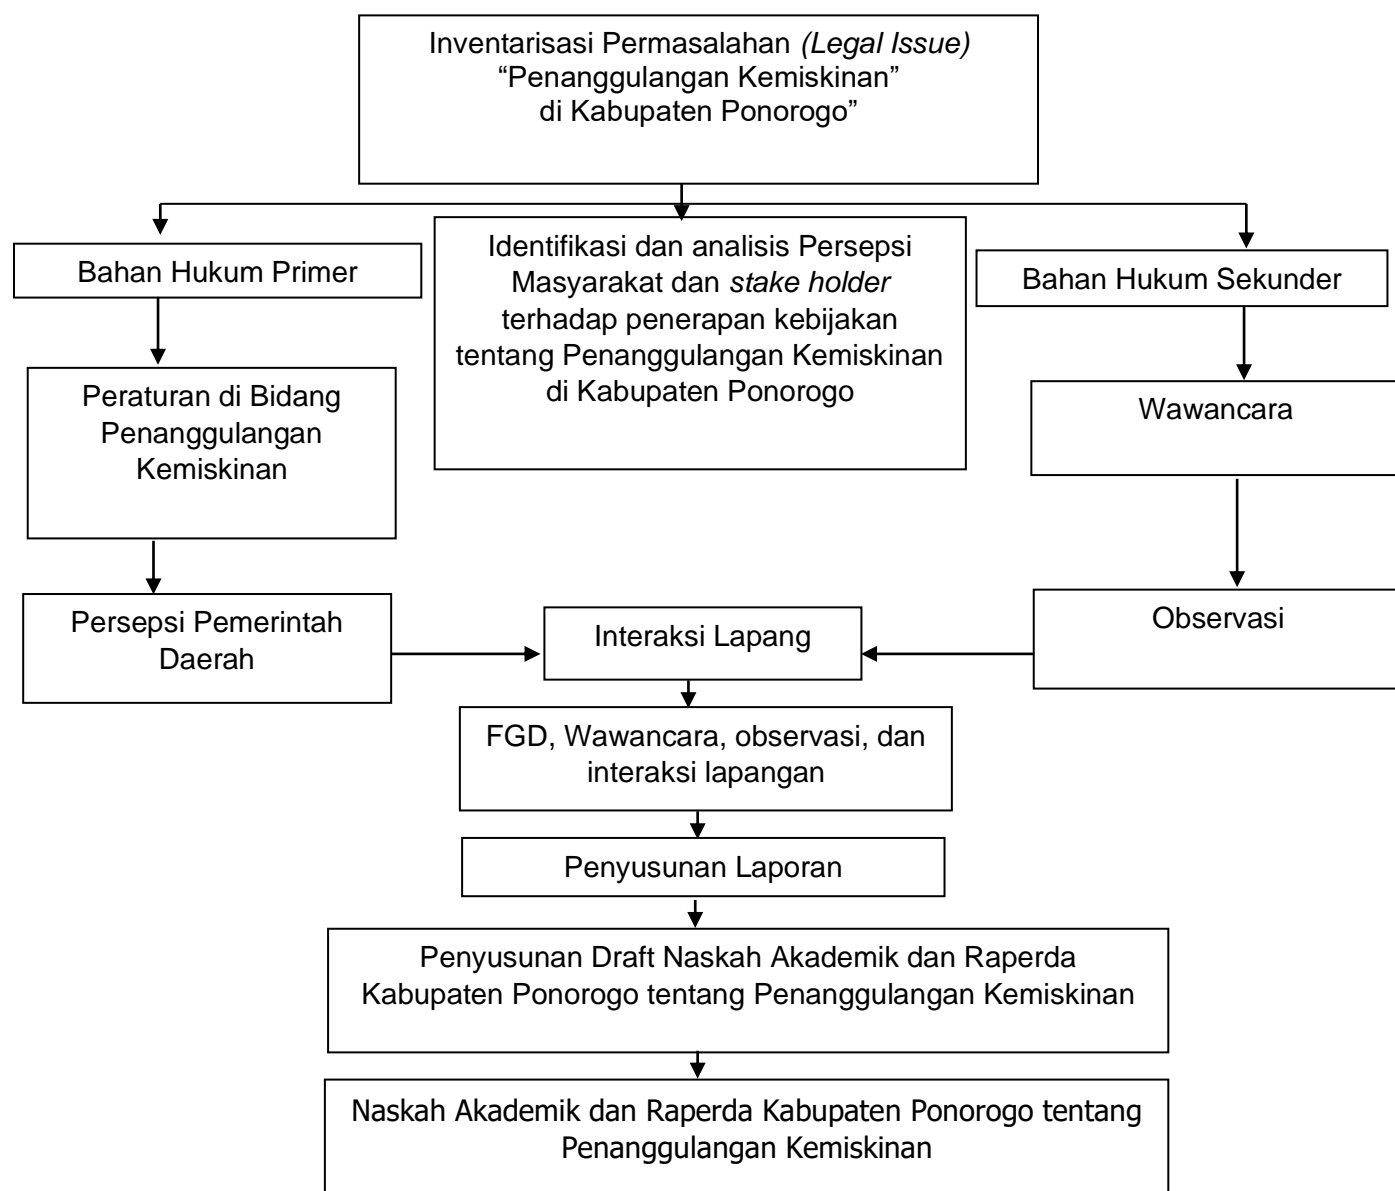 Inventarisasi Permasalahan (Legal Issue)
“Penanggulangan Kemiskinan”
di Kabupaten Ponorogo”
Bahan Hukum Primer
Identifikasi dan analisis Persepsi
Masyarakat dan stake holder
terhadap penerapan kebijakan
tentang Penanggulangan Kemiskinan
di Kabupaten Ponorogo
Bahan Hukum Sekunder
Peraturan di Bidang
Penanggulangan
Kemiskinan
Wawancara
Persepsi Pemerintah
Daerah
Interaksi Lapang
Observasi
FGD, Wawancara, observasi, dan
interaksi lapangan
Penyusunan Laporan
Penyusunan Draft Naskah Akademik dan Raperda
Kabupaten Ponorogo tentang Penanggulangan Kemiskinan
Naskah Akademik dan Raperda Kabupaten Ponorogo tentang
Penanggulangan Kemiskinan